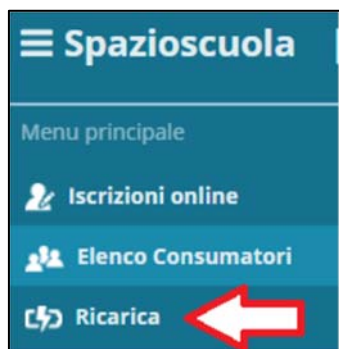 Spazioscuola
Menu principale
Iscrizioni online
Elenco Consumatori
Ricarica